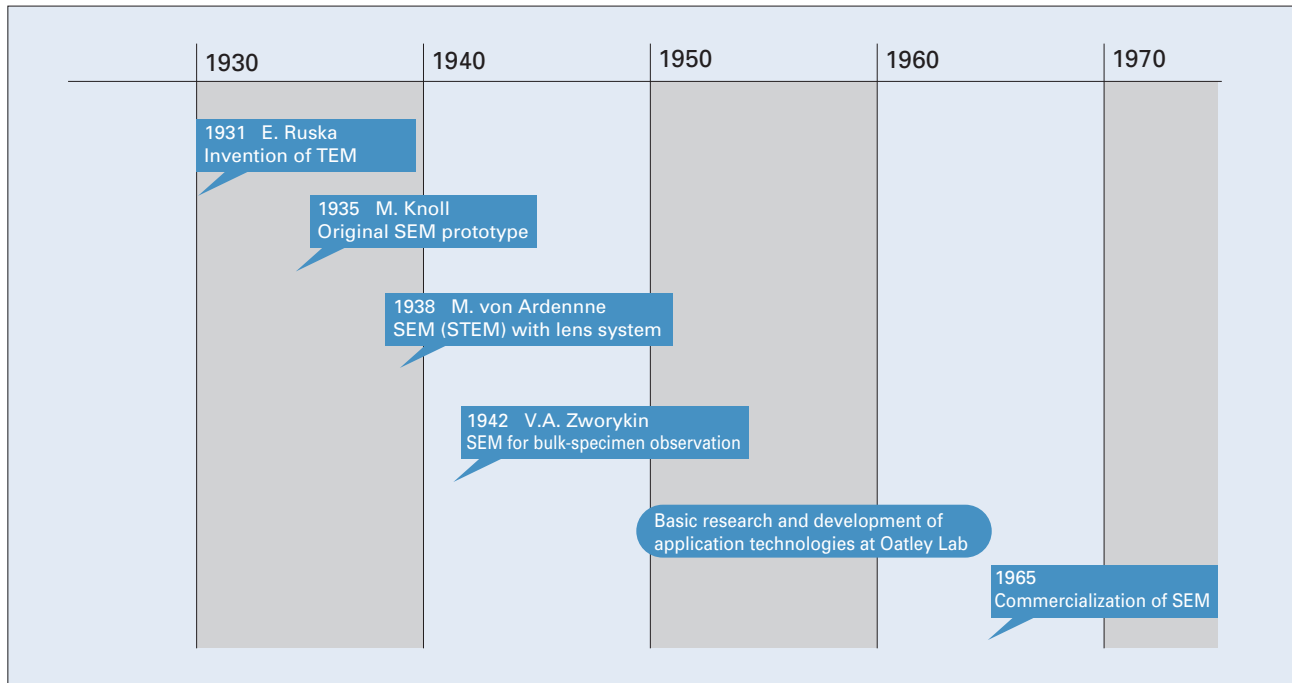 1930 1940 1950 1960 1970
1931 E. Ruska
Invention of TEM
1935 M. Knoll
Original SEM prototype
1938 M. von Ardennne
SEM (STEM) with lens system
1942 V.A. Zworykin
SEM for bulk-specimen observation
Basic research and development of
application technologies at Oatley Lab
1965
Commercialization of SEM